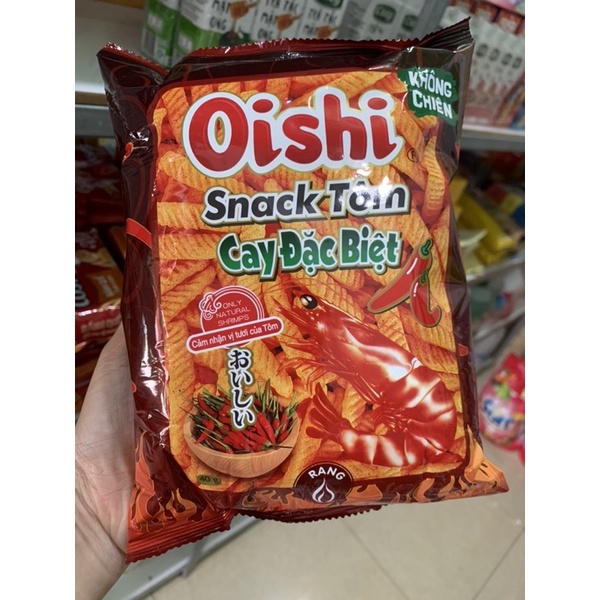 KHÔNG
CHIÊN
Oishi
®
Snack Tôm
Cay Đặc Biệt
ONLY
NATURAL
SHRIMPS
Cảm nhận vị tươi của Tôm
おいしい
40 g
RANG